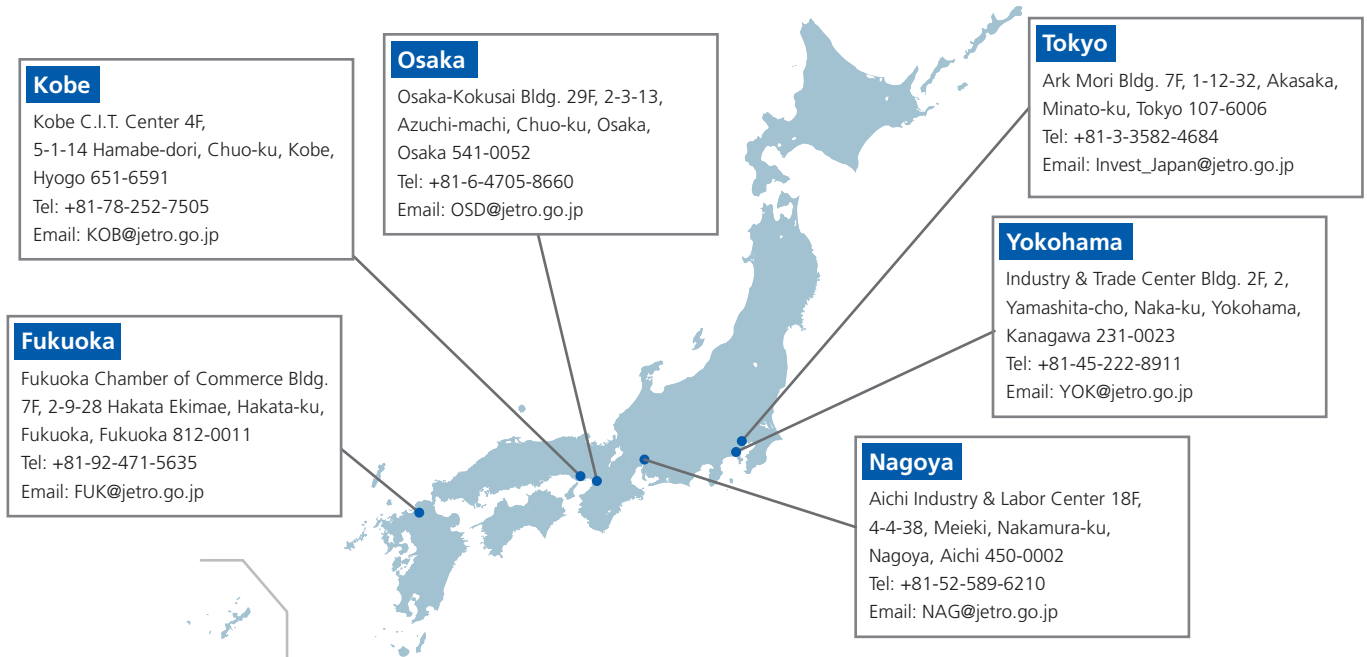 Kobe
Kobe C.I.T. Center 4F,
5-1-14 Hamabe-dori, Chuo-ku, Kobe,
Hyogo 651-6591
Tel: +81-78-252-7505
Email: KOB@jetro.go.jp
Osaka
Osaka-Kokusai Bldg. 29F, 2-3-13,
Azuchi-machi, Chuo-ku, Osaka,
Osaka 541-0052
Tel: +81-6-4705-8660
Email: OSD@jetro.go.jp
Tokyo
Ark Mori Bldg. 7F, 1-12-32, Akasaka,
Minato-ku, Tokyo 107-6006
Tel: +81-3-3582-4684
Email: Invest_Japan@jetro.go.jp
Yokohama
Industry & Trade Center Bldg. 2F, 2,
Yamashita-cho, Naka-ku, Yokohama,
Kanagawa 231-0023
Tel: +81-45-222-8911
Email: YOK@jetro.go.jp
Fukuoka
Fukuoka Chamber of Commerce Bldg.
7F, 2-9-28 Hakata Ekimae, Hakata-ku,
Fukuoka, Fukuoka 812-0011
Tel: +81-92-471-5635
Email: FUK@jetro.go.jp
Nagoya
Aichi Industry & Labor Center 18F,
4-4-38, Meieki, Nakamura-ku,
Nagoya, Aichi 450-0002
Tel: +81-52-589-6210
Email: NAG@jetro.go.jp